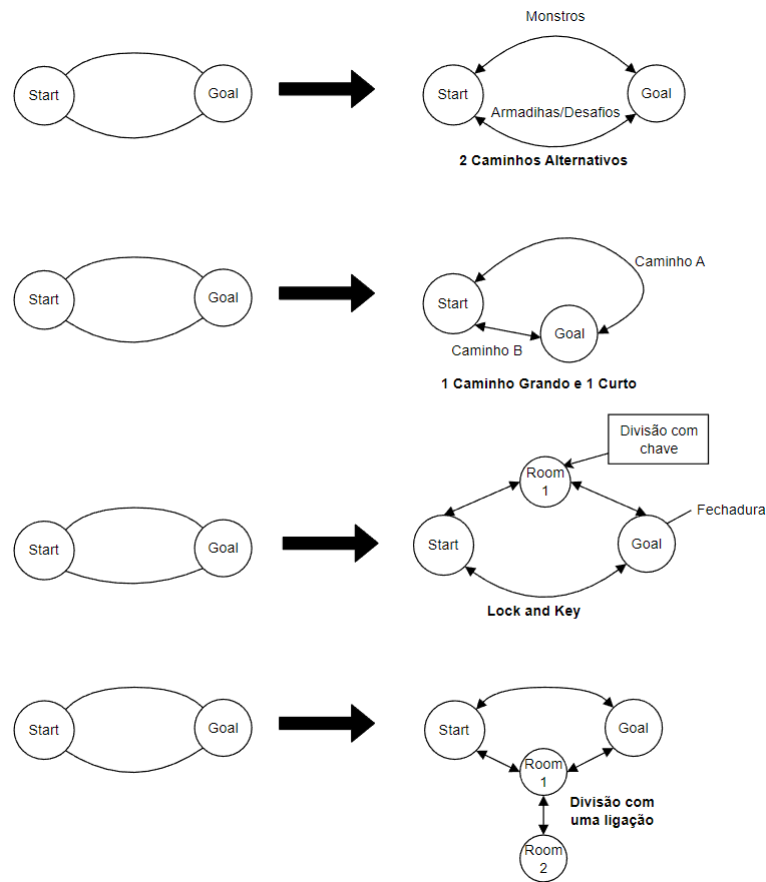 Monstros
Start
Goal
Start
Goal
Armadihas/Desafios
2 Caminhos Alternativos
Start
Goal
Caminho A
Start
Goal
Caminho B
1 Caminho Grando e 1 Curto
Divisão com
chave
Room
1
Fechadura
Start
Goal
Start
Goal
Lock and Key
Start
Goal
Start
Goal
Room
1
Divisão com
uma ligação
Room
2